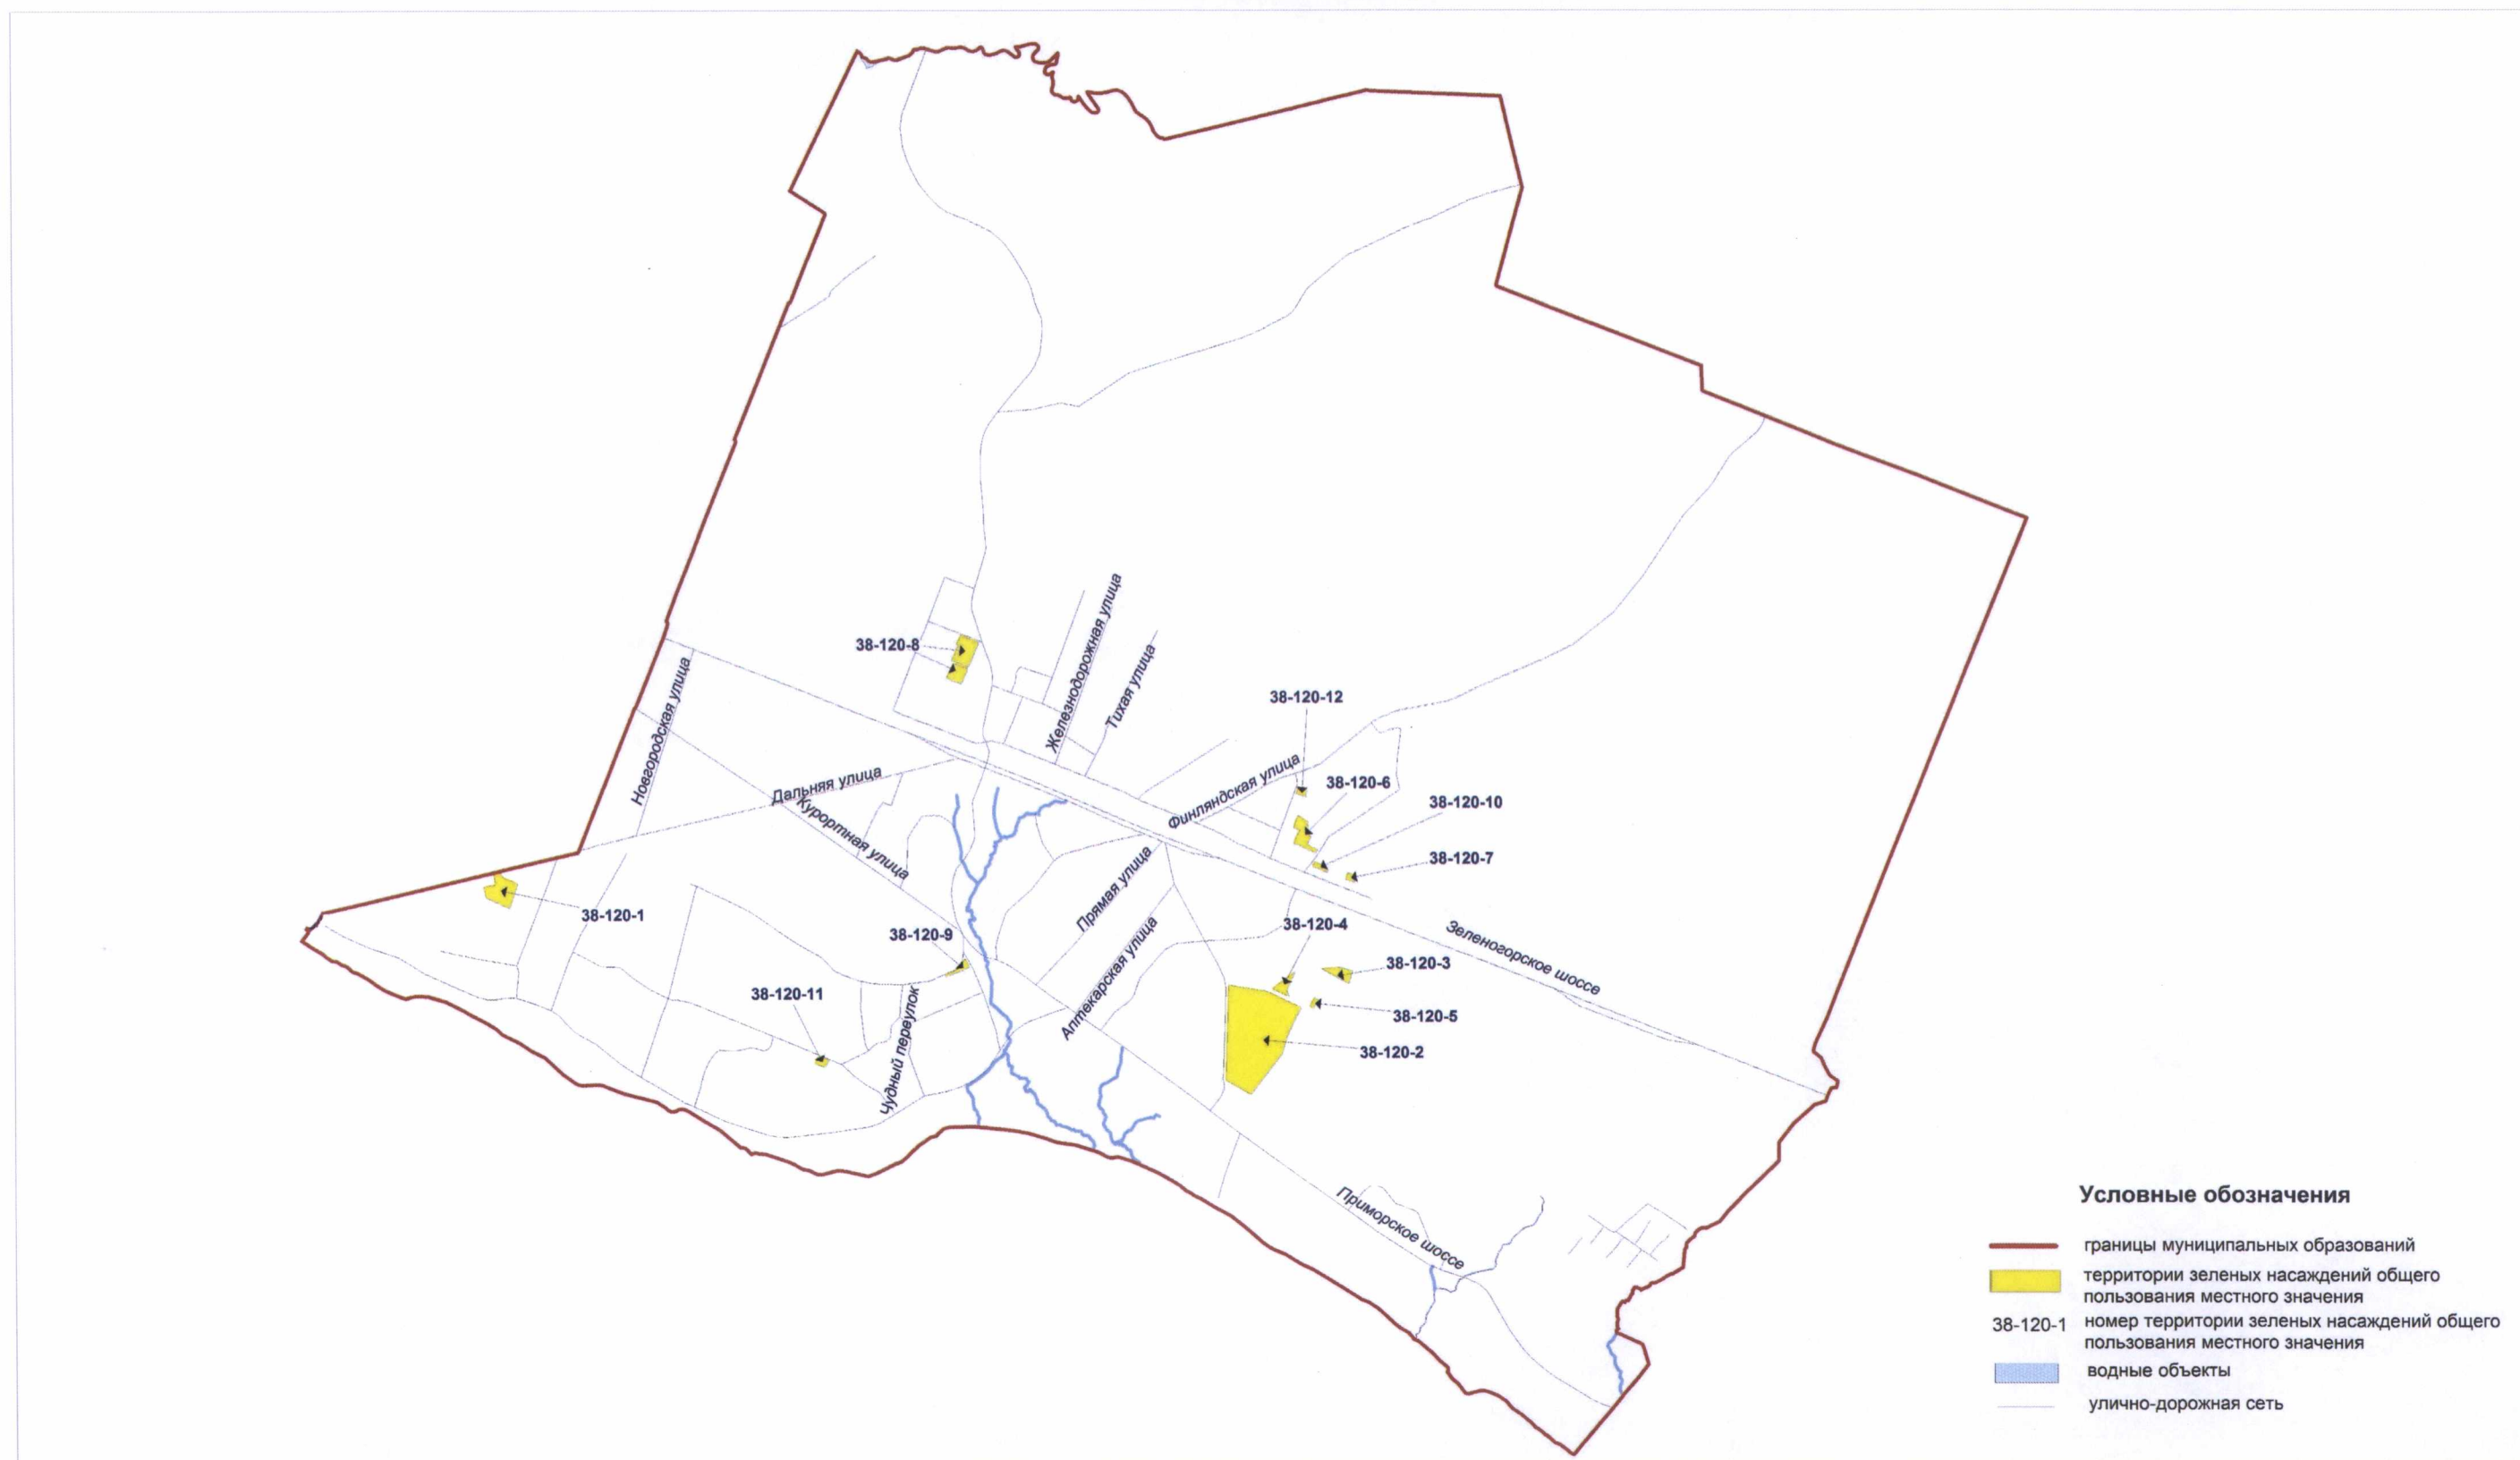 38-120-8
Железнодорожная улица
Тихая улица
Новгородская улица
38-120-12
Дальняя улица
Курортная улица
Финляндская улица
38-120-6
38-120-10
38-120-7
Прямая улица
38-120-1
38-120-9
38-120-4
Зеленогорское шоссе
38-120-3
Аптекарская улица
38-120-11
38-120-5
Чудный переулок
38-120-2
Приморское шоссе
Условные обозначения
границы муниципальных образований
территории зеленых насаждений общего
пользования местного значения
38-120-1 номер территории зеленых насаждений общего
пользования местного значения
водные объекты
улично-дорожная сеть